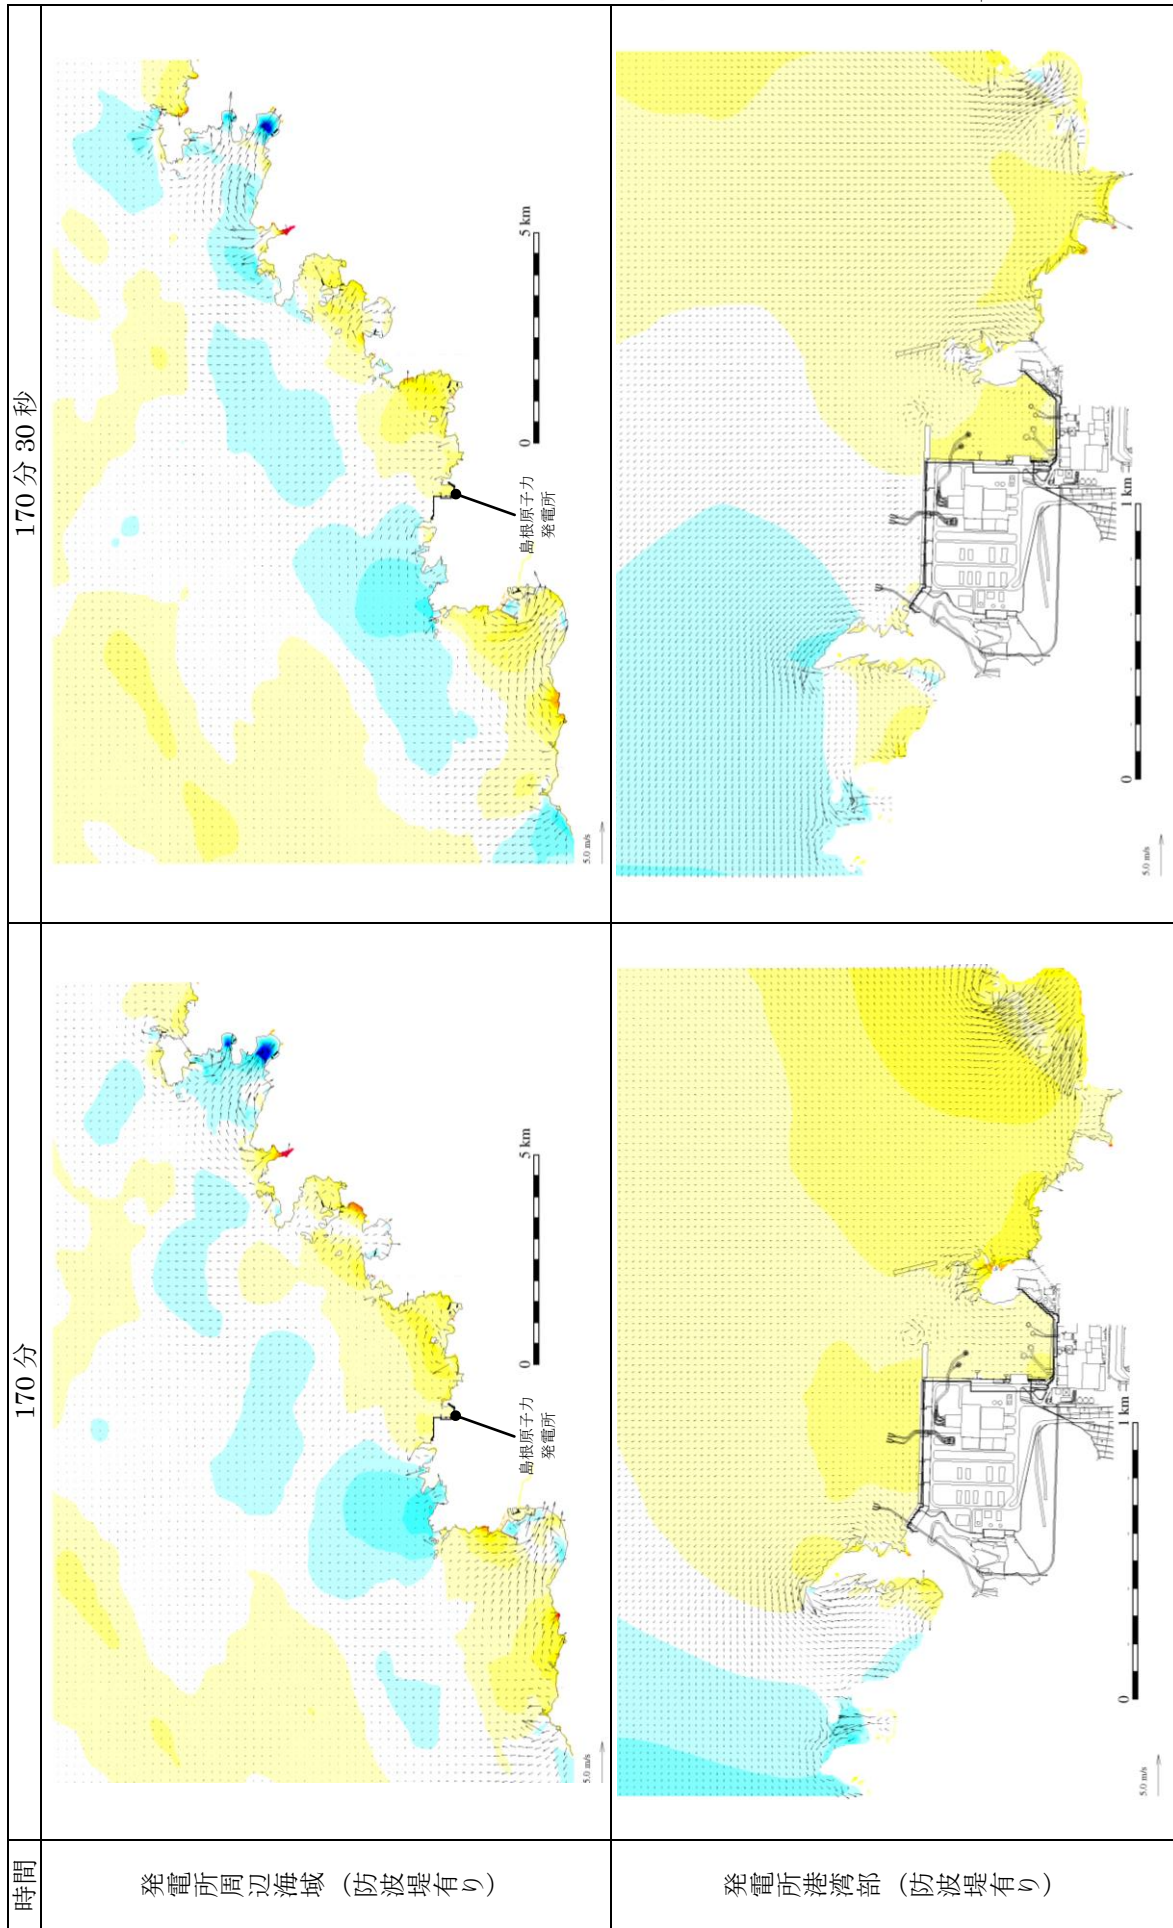 時間
170分
170分 30秒
発電所周辺海域 (防波堤有り)
島根原子力
発電所
0
5 km
5.0 m/s
島根原子力
発電所
0
5 km
5.0 m/s
発電所港湾部 (防波堤有り)
0
1 km
5.0 m/s
0
1 km
5.0 m/s